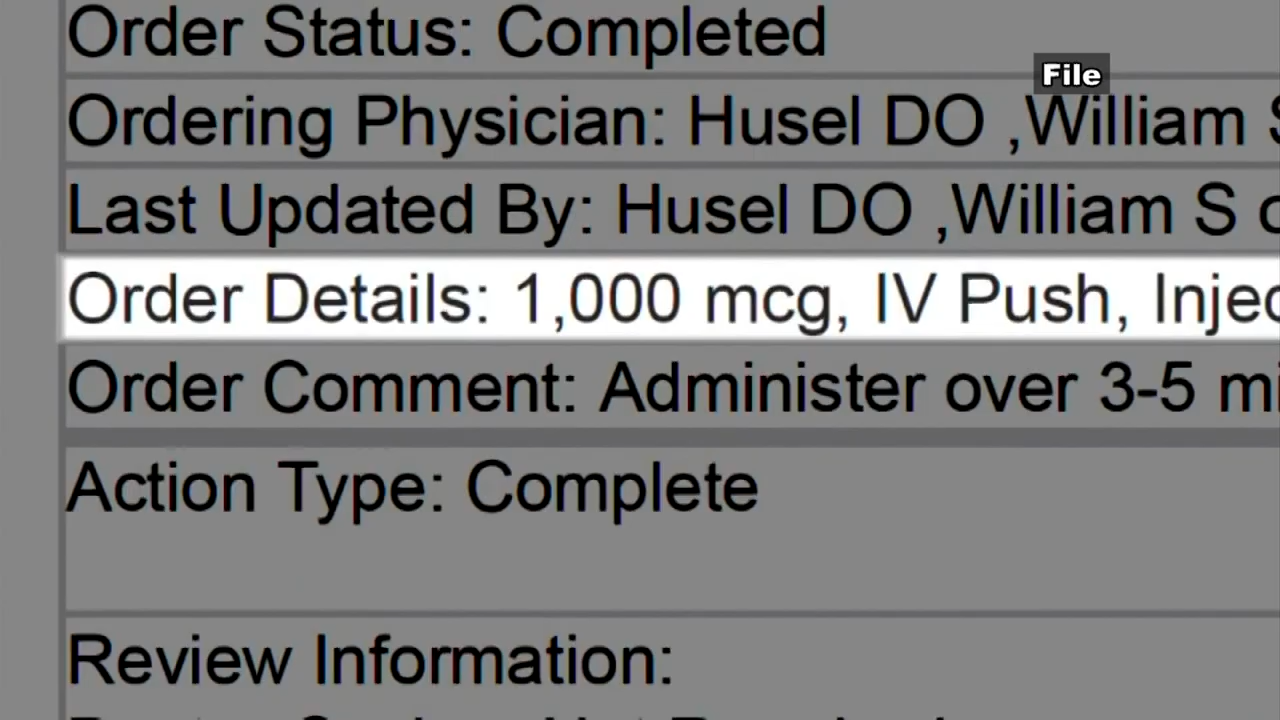 Order Status: Completed
File
Ordering Physician: Husel DO ,William
Last Updated By: Husel DO ,William S
Order Details: 1,000 mcg, IV Push,
Order Comment: Administer over 3-5
Action Type: Complete
Review Information: